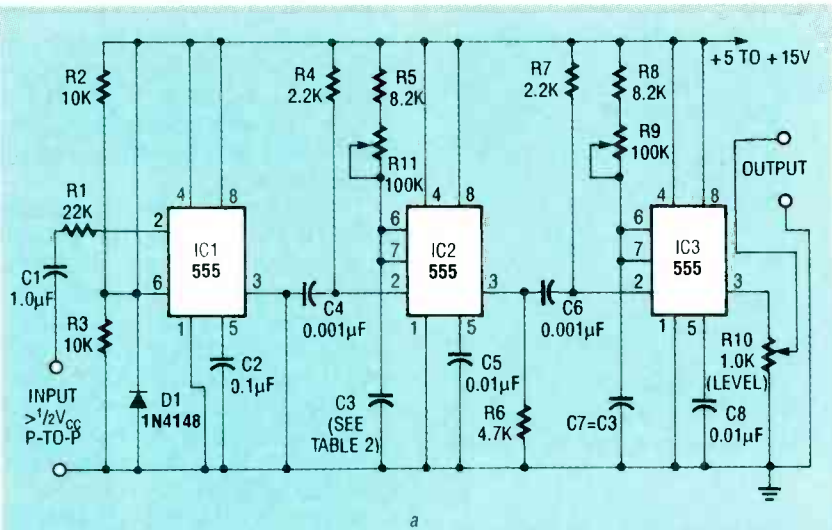 R2
10K
R4
2.2K
R5
8.2K
R11
100K
R7
2.2K
R8
8.2K
R9
100K
+5 TO +15V
OUTPUT
R1
22K
C1
1.0µF
R3
10K
INPUT
>1/2VCC
P-TO-P
D1
1N4148
4
8
2
6
3
1
5
IC1
555
C2
0.1µF
C4
0.001µF
C3
(SEE
TABLE 2)
4
8
6
7
2
3
1
5
IC2
555
C5
0.01µF
R6
4.7K
C6
0.001µF
C7=C3
4
8
6
7
2
3
1
5
IC3
555
C8
0.01µF
R10
1.0K
(LEVEL)
a